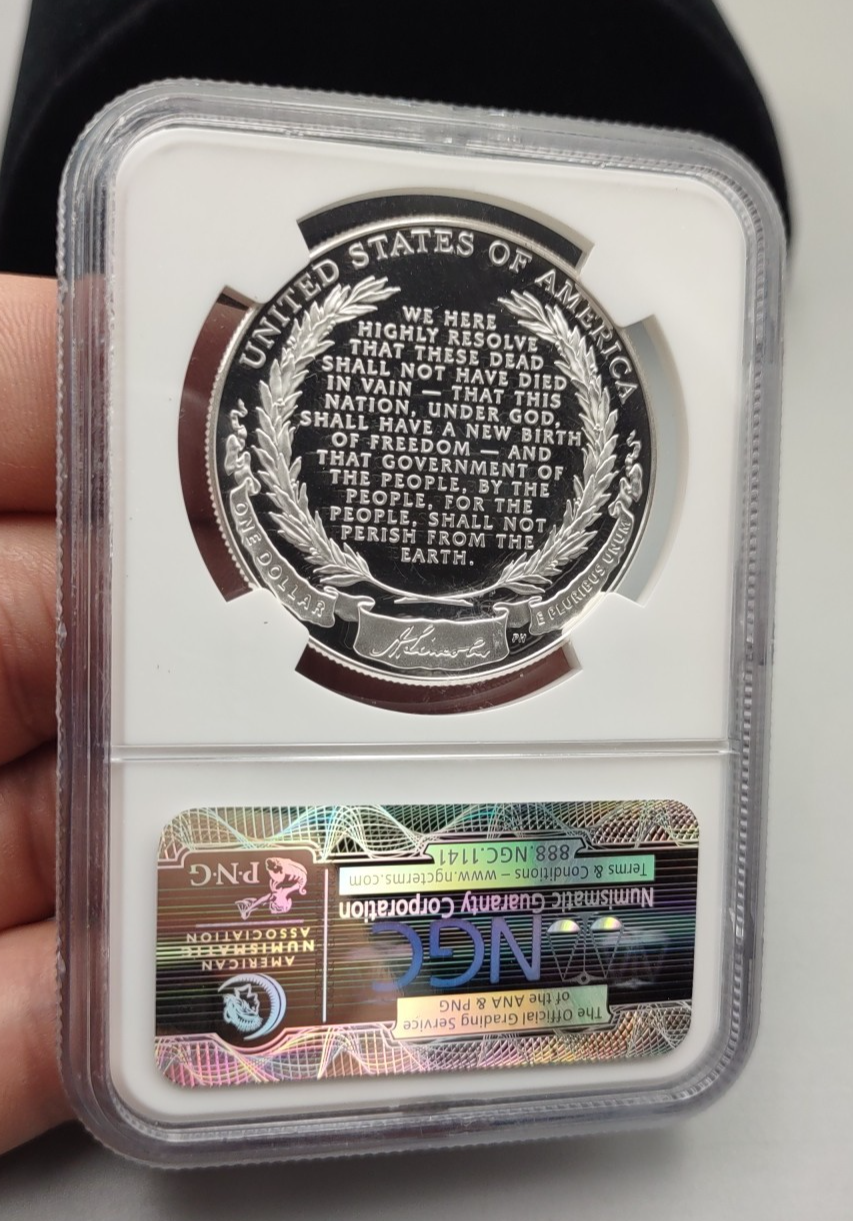 UNITED STATES OF AMERICA
WE HERE
HIGHLY RESOLVE
THAT THESE DEAD
SHALL NOT HAVE DIED
IN VAIN — THAT THIS
NATION, UNDER GOD,
SHALL HAVE A NEW BIRTH
OF FREEDOM — AND
THAT GOVERNMENT OF
THE PEOPLE, BY THE
PEOPLE, FOR THE
PEOPLE, SHALL NOT
PERISH FROM THE
EARTH.
ONE DOLLAR
A. Lincoln
PH
E PLURIBUS UNUM
The Official Grading Service
of the ANA & PNG
NGC
Numismatic Guaranty Corporation
Terms & Conditions – www.ngcterms.com
888.NGC.1141
AMERICAN
NUMISMATIC
ASSOCIATION
P·N·G